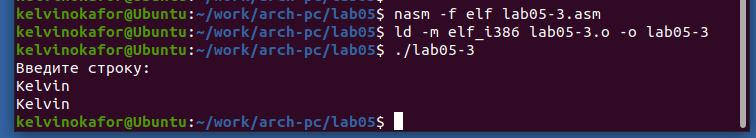 kelvinokafor@Ubuntu:~/work/arch-pc/lab05$ nasm -f elf lab05-3.asm
kelvinokafor@Ubuntu:~/work/arch-pc/lab05$ ld -m elf_i386 lab05-3.o -o lab05-3
kelvinokafor@Ubuntu:~/work/arch-pc/lab05$ ./lab05-3
Введите строку:
Kelvin
Kelvin
kelvinokafor@Ubuntu:~/work/arch-pc/lab05$